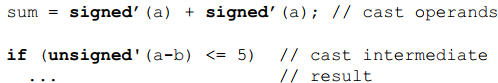 sum = signed’(a) + signed’(a); // cast operands
if (unsigned'(a-b) <= 5) // cast intermediate
... // result